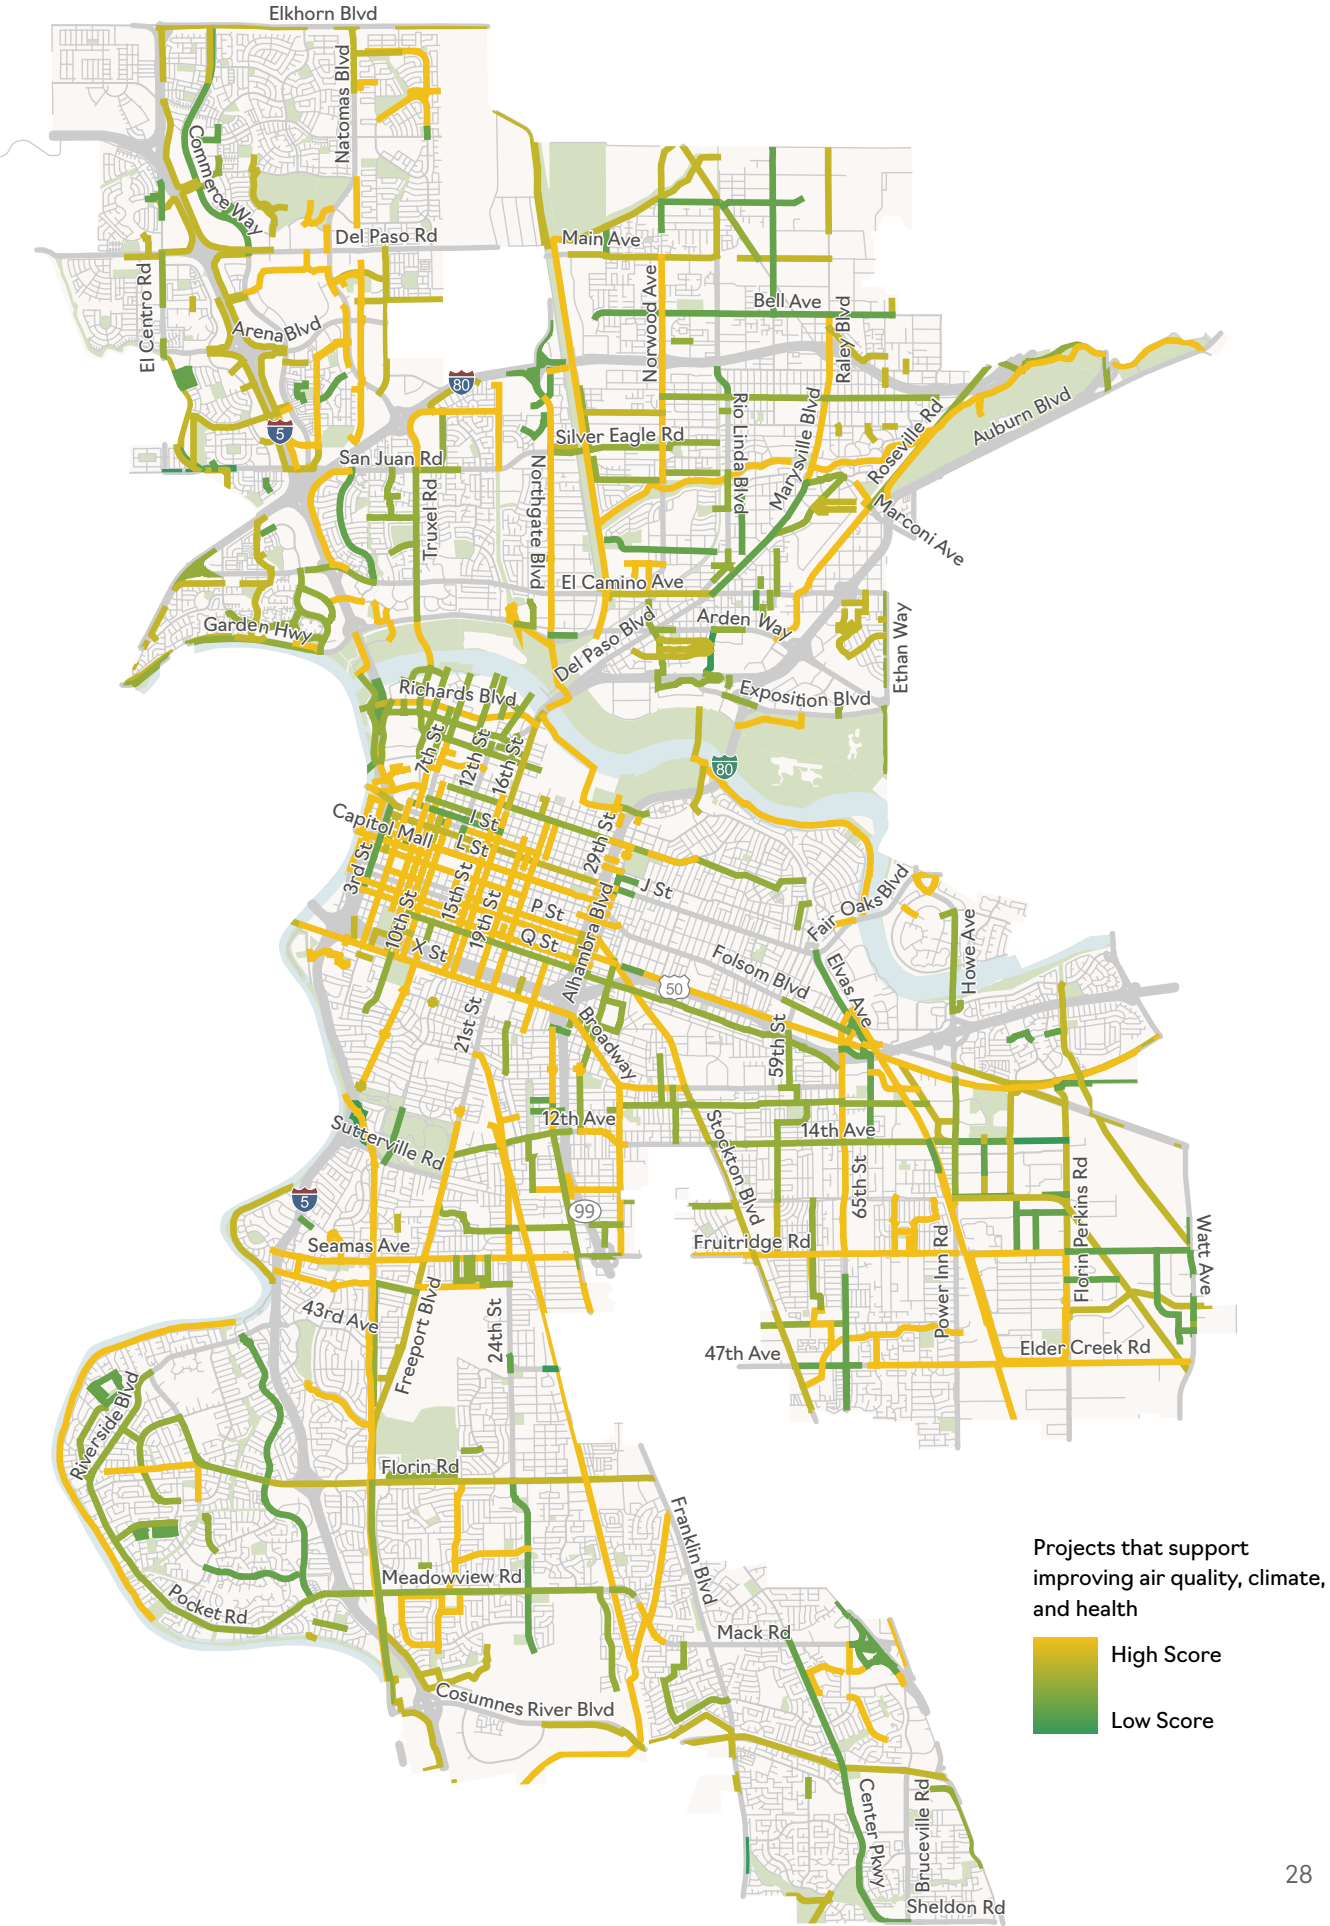 Elkhorn Blvd
Natomas Blvd
Commerce Way
Del Paso Rd
Main Ave
El Centro Rd
Norwood Ave
Bell Ave
Raley Blvd
Arena Blvd
80
Rio Linda Blvd
Marysville Blvd
Roseville Rd
Auburn Blvd
5
Silver Eagle Rd
San Juan Rd
Truxel Rd
Northgate Blvd
Marconi Ave
El Camino Ave
Garden Hwy
Del Paso Blvd
Arden Way
Ethan Way
Richards Blvd
Exposition Blvd
7th St
12th St
16th St
80
Capitol Mall
I St
L St
29th St
3rd St
J St
10th St
15th St
19th St
P St
Q St
X St
Alhambra Blvd
Fair Oaks Blvd
Howe Ave
Folsom Blvd
Elvas Ave
50
21st St
Broadway
59th St
12th Ave
Sutterville Rd
Stockton Blvd
14th Ave
65th St
5
99
Seamas Ave
Fruitridge Rd
Power Inn Rd
Florin Perkins Rd
Watt Ave
43rd Ave
Freeport Blvd
24th St
47th Ave
Elder Creek Rd
Riverside Blvd
Florin Rd
Franklin Blvd
Meadowview Rd
Pocket Rd
Mack Rd
Cosumnes River Blvd
Center Pkwy
Bruceville Rd
Sheldon Rd
Projects that support
improving air quality, climate,
and health
High Score
Low Score
28